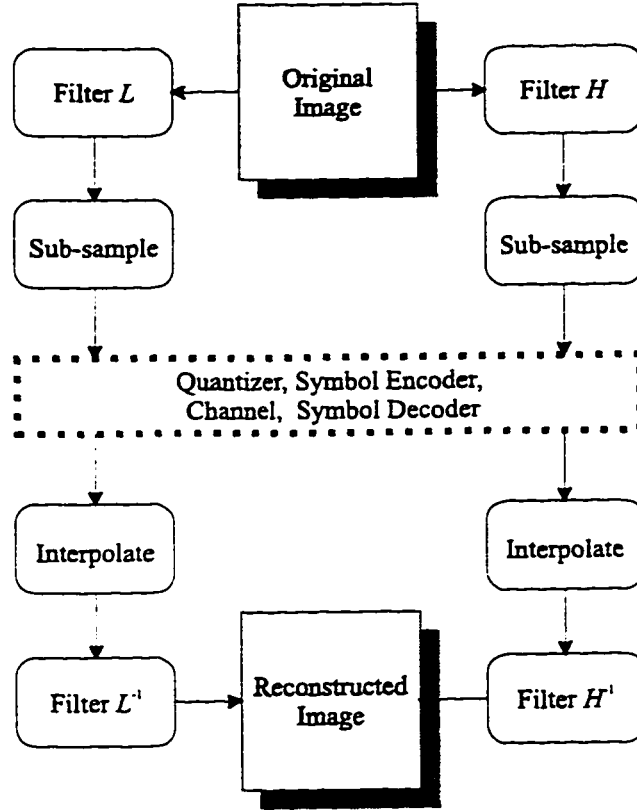 Filter L
Original
Image
Filter H
Sub-sample
Sub-sample
Quantizer, Symbol Encoder,
Channel, Symbol Decoder
Interpolate
Interpolate
Filter L⁻¹
Reconstructed
Image
Filter H⁻¹